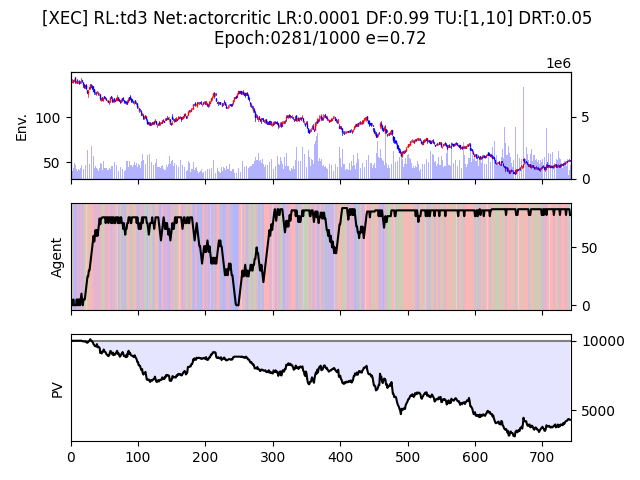 [XEC] RL:td3 Net:actorcritic LR:0.0001 DF:0.99 TU:[1,10] DRT:0.05
Epoch:0281/1000 e=0.72
1e6
Env.
100
50
5
0
Agent
50
0
PV
10000
5000
0 100 200 300 400 500 600 700